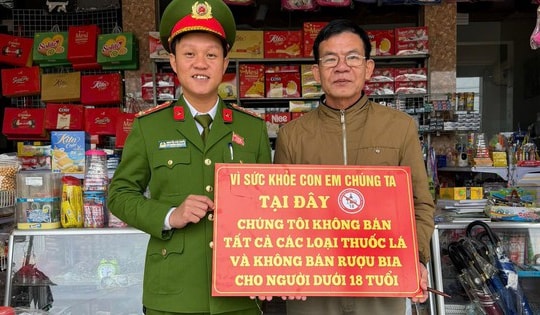 VÌ SỨC KHỎE CON EM CHÚNG TA
TẠI ĐÂY
CHÚNG TÔI KHÔNG BÁN
TẤT CẢ CÁC LOẠI THUỐC LÁ
VÀ KHÔNG BÁN RƯỢU BIA
CHO NGƯỜI DƯỚI 18 TUỔI